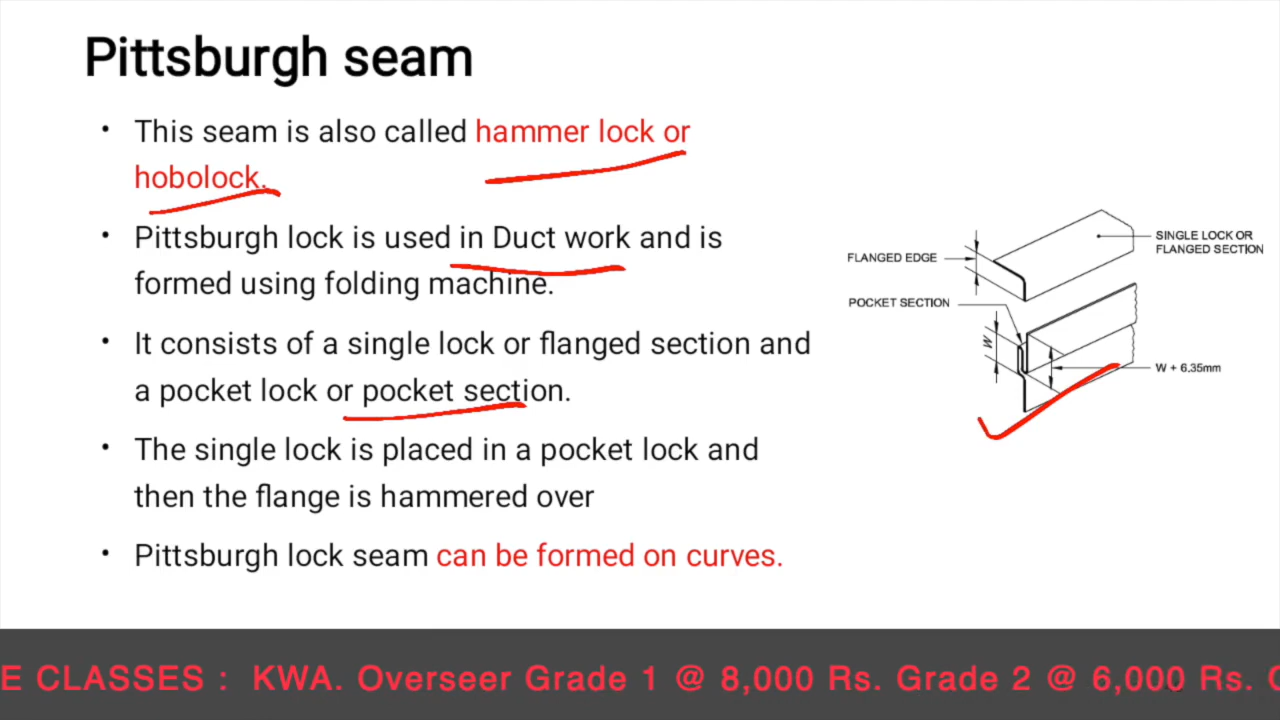 Pittsburgh seam
• This seam is also called hammer lock or
hobolock.
• Pittsburgh lock is used in Duct work and is
formed using folding machine.
• It consists of a single lock or flanged section and
a pocket lock or pocket section.
• The single lock is placed in a pocket lock and
then the flange is hammered over
• Pittsburgh lock seam can be formed on curves.
SINGLE LOCK OR
FLANGED SECTION
FLANGED EDGE
POCKET SECTION
W
W + 6.35mm
E CLASSES : KWA. Overseer Grade 1 @ 8,000 Rs. Grade 2 @ 6,000 Rs.